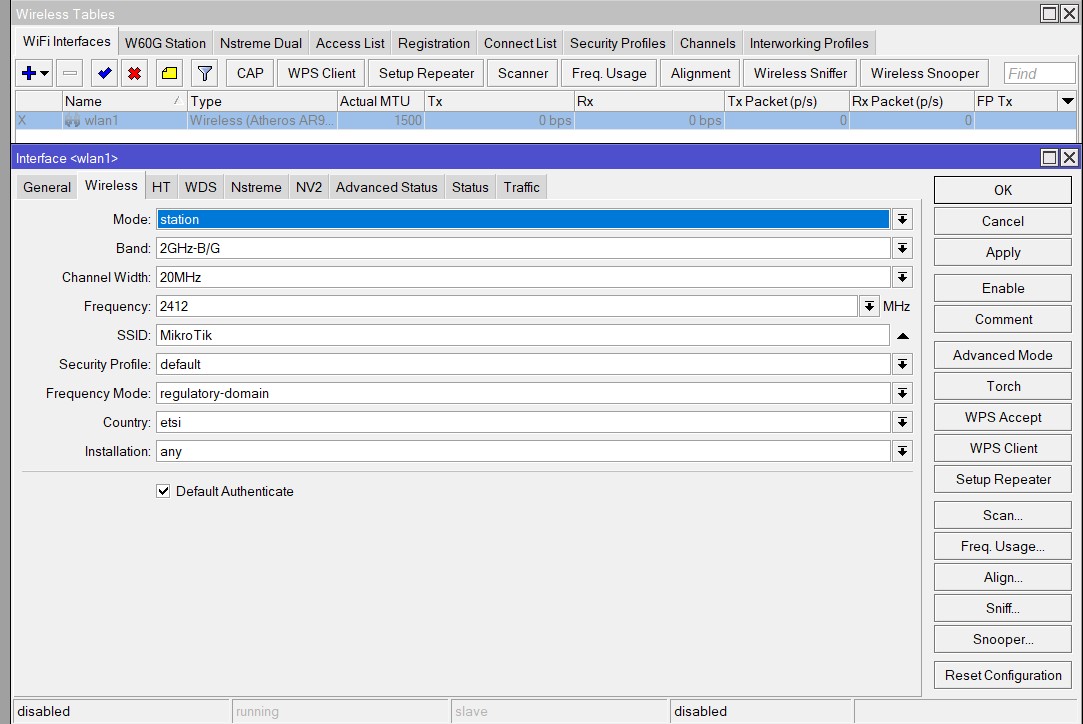 Wireless Tables
WiFi Interfaces W60G Station Nstreme Dual Access List Registration Connect List Security Profiles Channels Interworking Profiles
CAP WPS Client Setup Repeater Scanner Freq. Usage Alignment Wireless Sniffer Wireless Snooper Find
Name Type Actual MTU Tx Rx Tx Packet (p/s) Rx Packet (p/s) FP Tx
X wlan1 Wireless (Atheros AR9... 1500 0 bps 0 bps 0 0
Interface <wlan1>
General Wireless HT WDS Nstreme NV2 Advanced Status Status Traffic
Mode: station
Band: 2GHz-B/G
Channel Width: 20MHz
Frequency: 2412 MHz
SSID: MikroTik
Security Profile: default
Frequency Mode: regulatory-domain
Country: etsi
Installation: any
Default Authenticate
OK
Cancel
Apply
Enable
Comment
Advanced Mode
Torch
WPS Accept
WPS Client
Setup Repeater
Scan...
Freq. Usage...
Align...
Sniff...
Snooper...
Reset Configuration
disabled running slave disabled